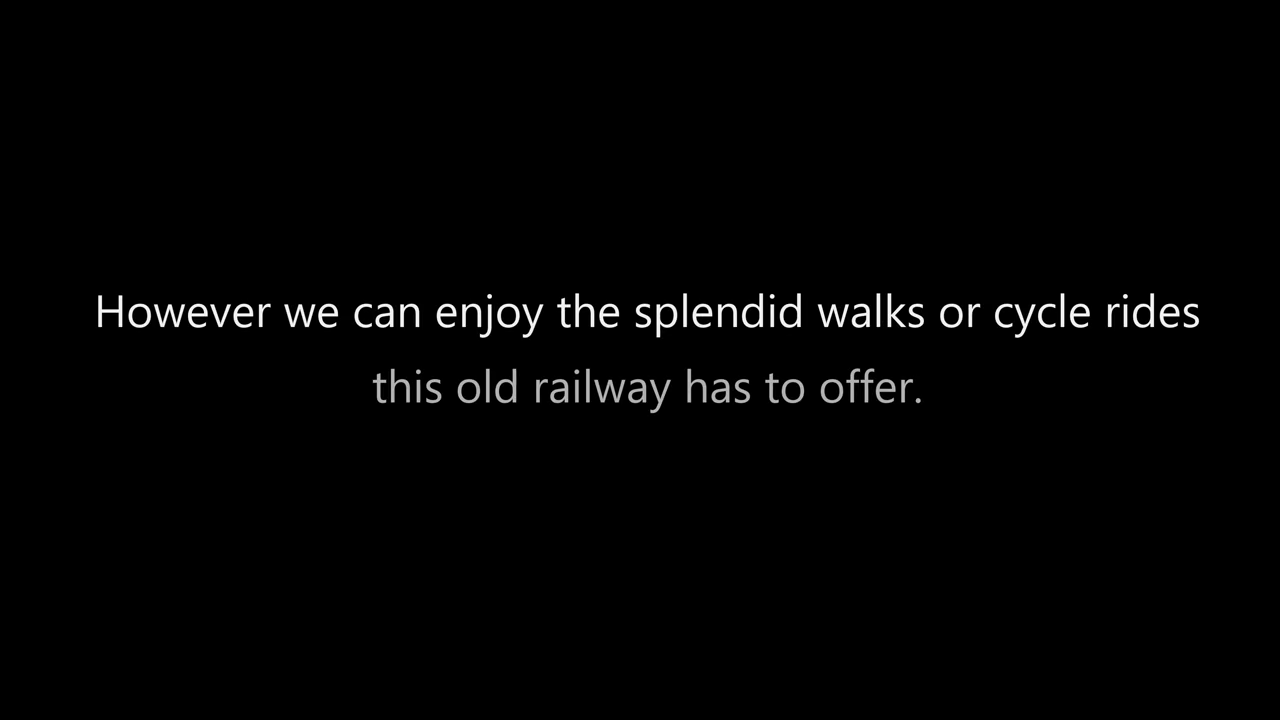 However we can enjoy the splendid walks or cycle rides
this old railway has to offer.